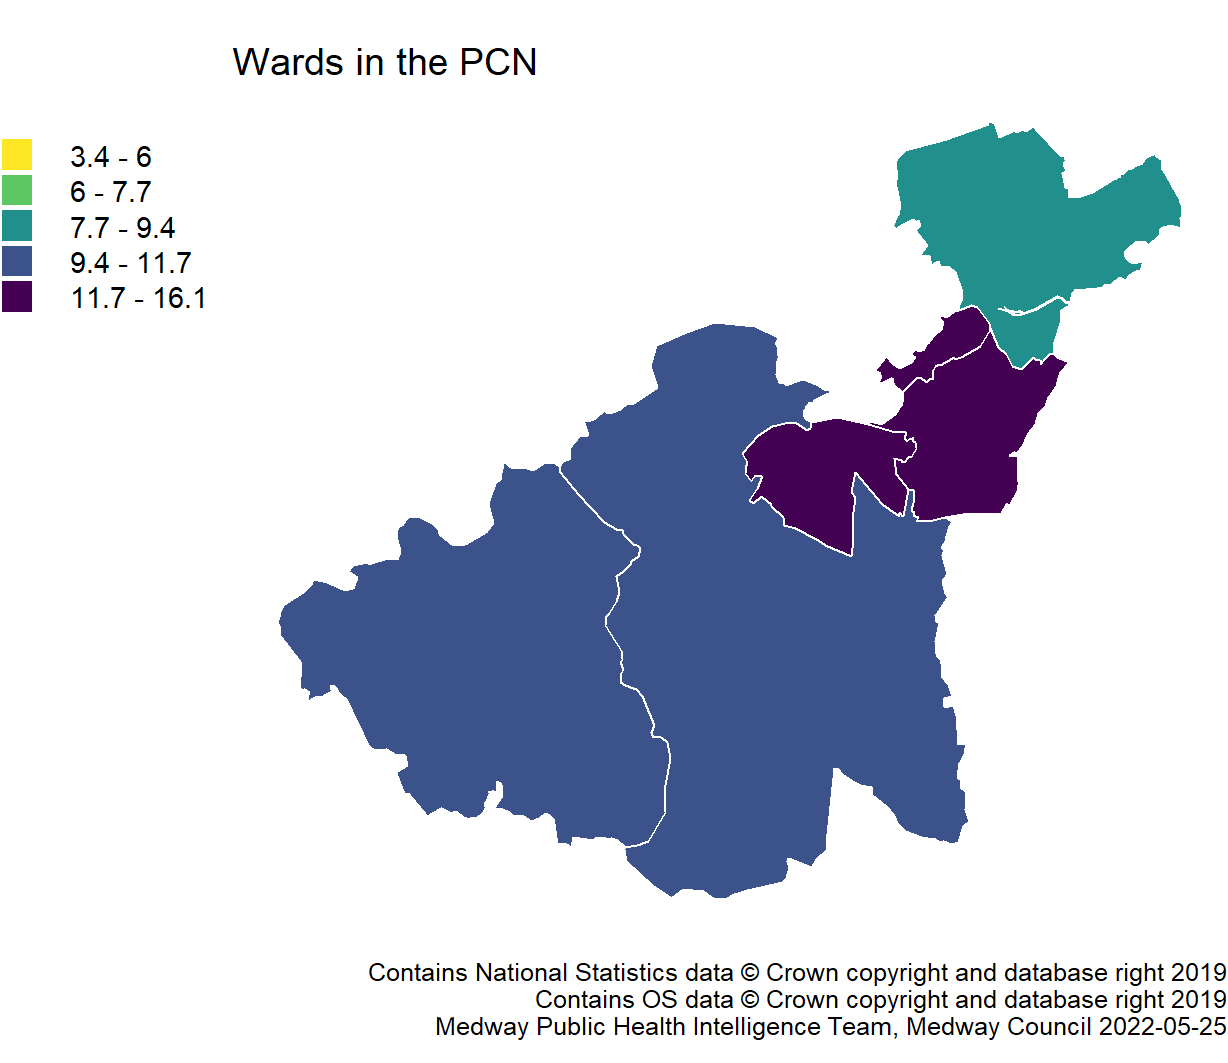 Wards in the PCN
3.4 - 6
6 - 7.7
7.7 - 9.4
9.4 - 11.7
11.7 - 16.1
Contains National Statistics data © Crown copyright and database right 2019
Contains OS data © Crown copyright and database right 2019
Medway Public Health Intelligence Team, Medway Council 2022-05-25